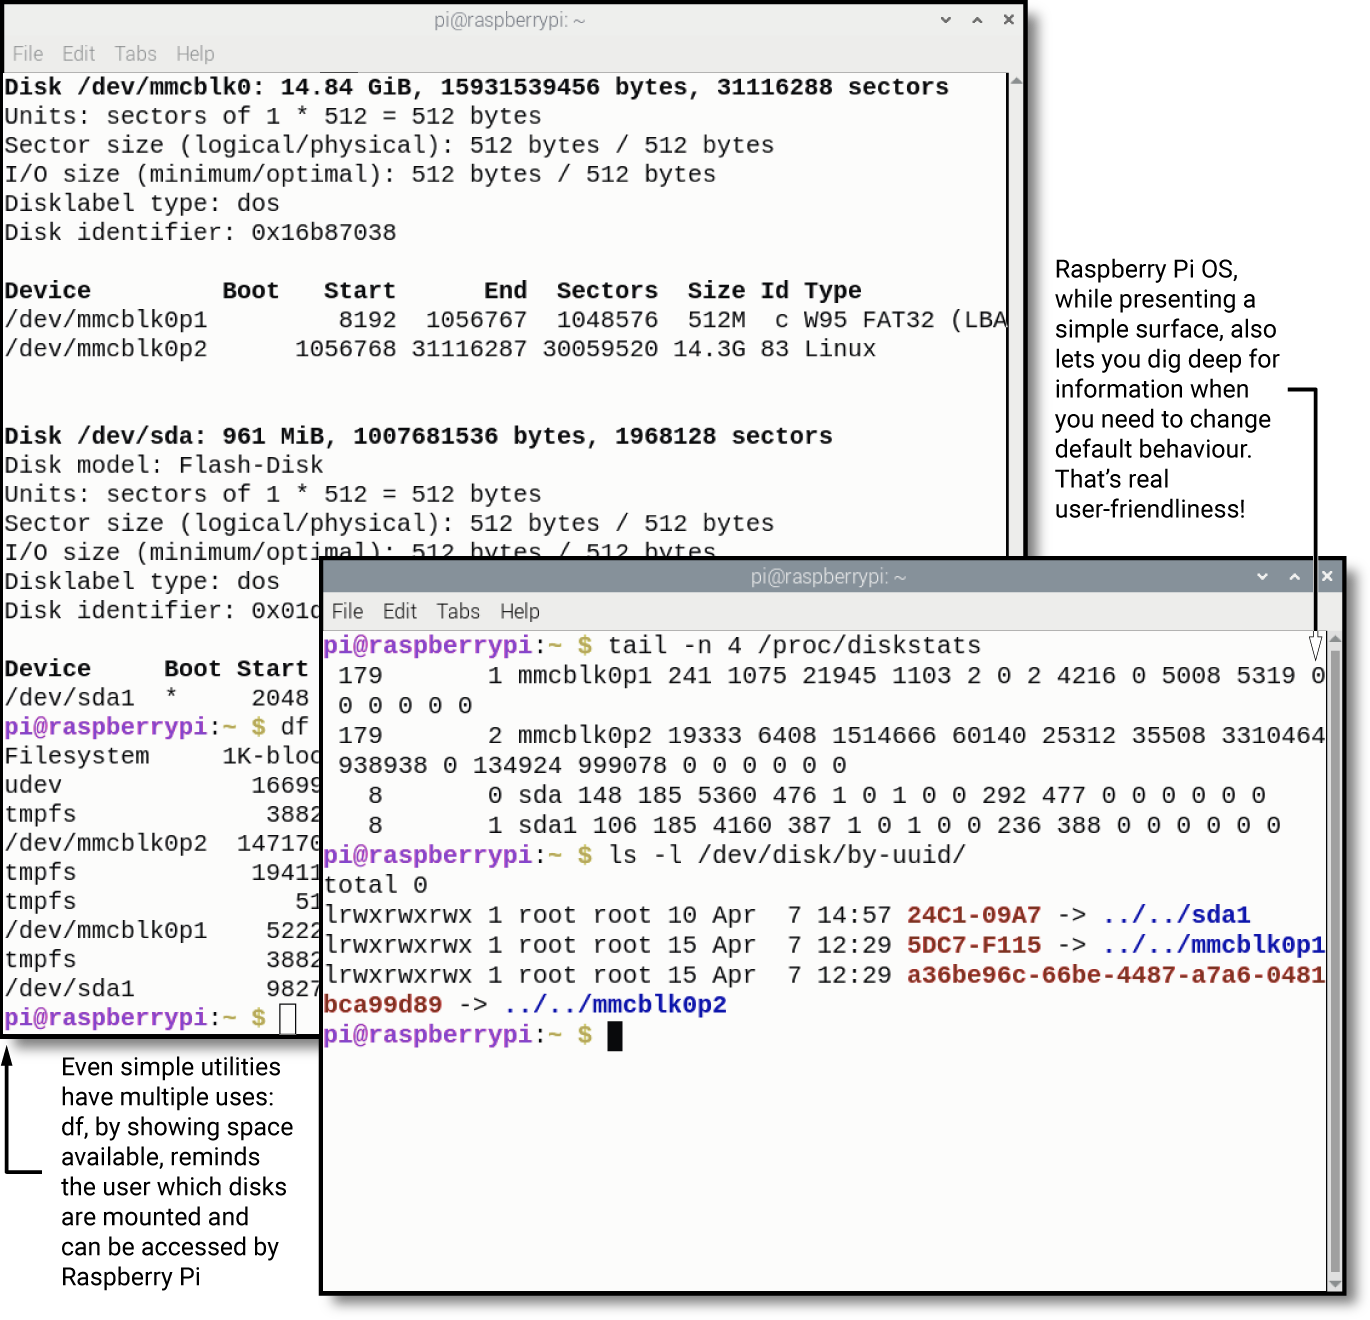 pi@raspberrypi: ~
File Edit Tabs Help
Disk /dev/mmcblk0: 14.84 GiB, 15931539456 bytes, 31116288 sectors
Units: sectors of 1 * 512 = 512 bytes
Sector size (logical/physical): 512 bytes / 512 bytes
I/O size (minimum/optimal): 512 bytes / 512 bytes
Disklabel type: dos
Disk identifier: 0x16b87038
Device Boot Start End Sectors Size Id Type
/dev/mmcblk0p1 8192 1056767 1048576 512M c W95 FAT32 (LBA
/dev/mmcblk0p2 1056768 31116287 30059520 14.3G 83 Linux
Disk /dev/sda: 961 MiB, 1007681536 bytes, 1968128 sectors
Disk model: Flash-Disk
Units: sectors of 1 * 512 = 512 bytes
Sector size (logical/physical): 512 bytes / 512 bytes
I/O size (minimum/optimal): 512 bytes / 512 bytes
Disklabel type: dos
Disk identifier: 0x01
Device Boot Start
/dev/sda1 * 2048
pi@raspberrypi:~ $ df
Filesystem 1K-bloc
udev 16699
tmpfs 3882
/dev/mmcblk0p2 147170
tmpfs 19411
tmpfs 51
/dev/mmcblk0p1 5222
tmpfs 3882
/dev/sda1 9827
pi@raspberrypi:~ $
Raspberry Pi OS,
while presenting a
simple surface, also
lets you dig deep for
information when
you need to change
default behaviour.
That's real
user-friendliness!
pi@raspberrypi: ~
File Edit Tabs Help
pi@raspberrypi:~ $ tail -n 4 /proc/diskstats
179 1 mmcblk0p1 241 1075 21945 1103 2 0 2 4216 0 5008 5319 0
0 0 0 0 0
179 2 mmcblk0p2 19333 6408 1514666 60140 25312 35508 3310464
938938 0 134924 999078 0 0 0 0 0 0
8 0 sda 148 185 5360 476 1 0 1 0 0 292 477 0 0 0 0 0 0
8 1 sda1 106 185 4160 387 1 0 1 0 0 236 388 0 0 0 0 0 0
pi@raspberrypi:~ $ ls -l /dev/disk/by-uuid/
total 0
lrwxrwxrwx 1 root root 10 Apr 7 14:57 24C1-09A7 -> ../../sda1
lrwxrwxrwx 1 root root 15 Apr 7 12:29 5DC7-F115 -> ../../mmcblk0p1
lrwxrwxrwx 1 root root 15 Apr 7 12:29 a36be96c-66be-4487-a7a6-0481
bca99d89 -> ../../mmcblk0p2
pi@raspberrypi:~ $
Even simple utilities
have multiple uses:
df, by showing space
available, reminds
the user which disks
are mounted and
can be accessed by
Raspberry Pi